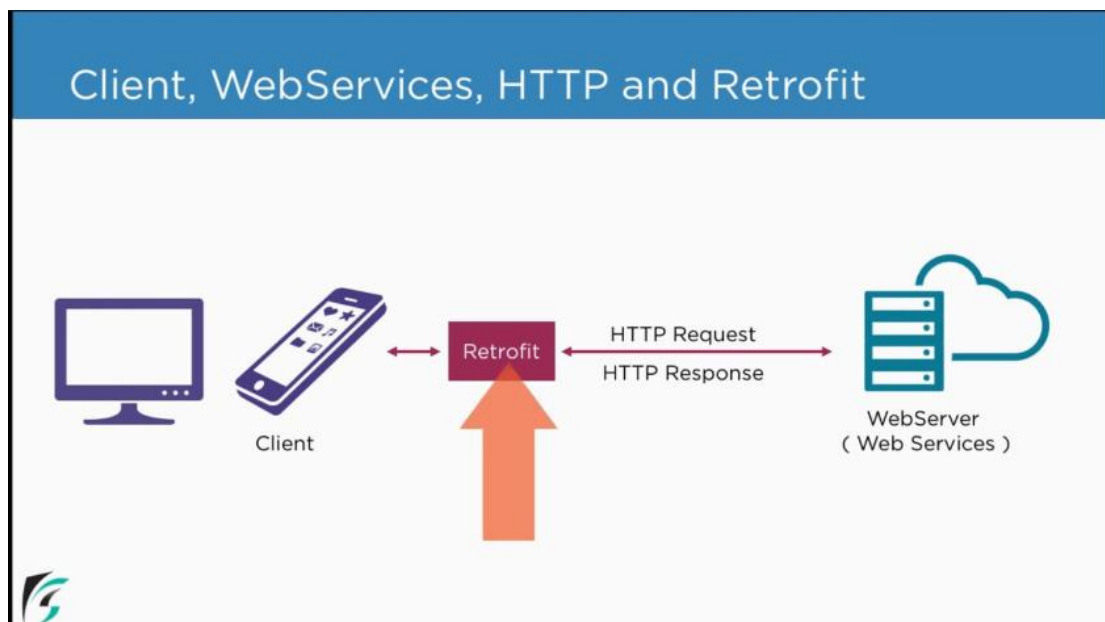 Client, WebServices, HTTP and Retrofit
Client
Retrofit
HTTP Request
HTTP Response
WebServer
( Web Services )